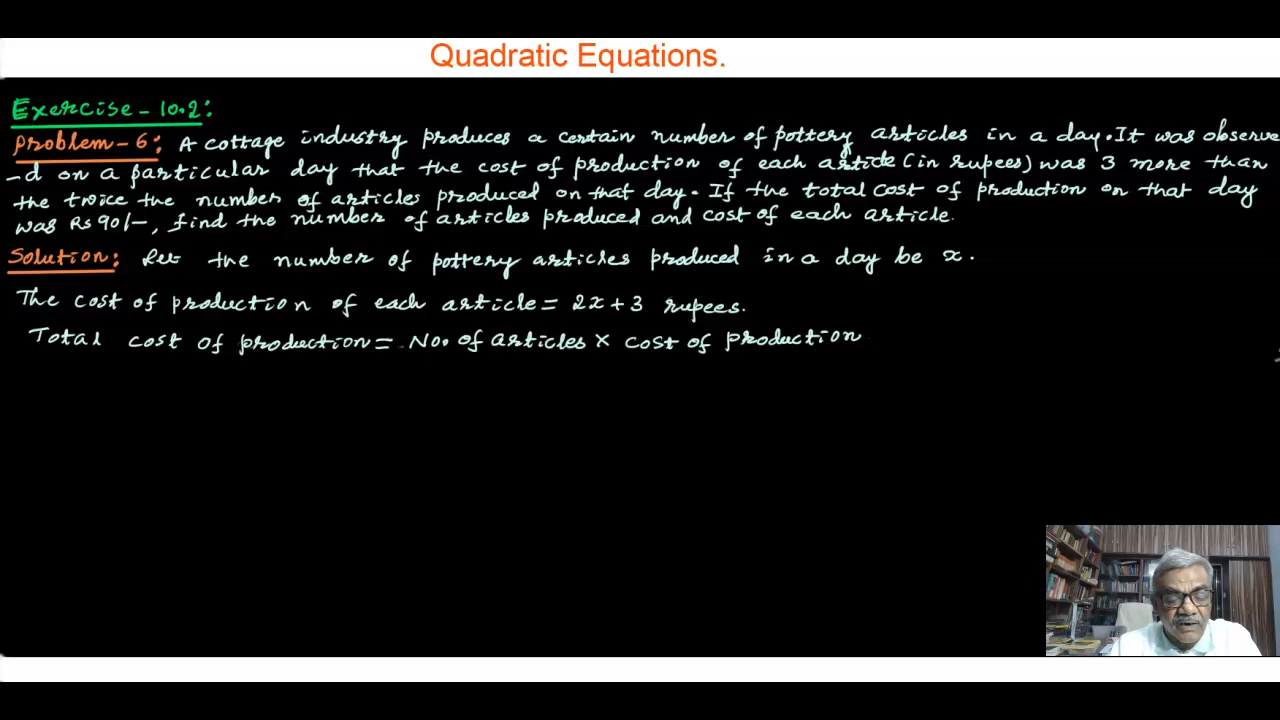 Quadratic Equations.
Exercise-10.2:
Problem-6: A cottage industry produces a certain number of pottery articles in a day. It was observe
-d on a particular day that the cost of production of each article (in rupees) was 3 more than
the twice the number of articles produced on that day. If the total cost of production on that day
was Rs 90/-, find the number of articles produced and cost of each article.
Solution: Let the number of pottery articles produced in a day be x.
The cost of production of each article = 2x+3 rupees.
Total cost of production = No. of articles × cost of production